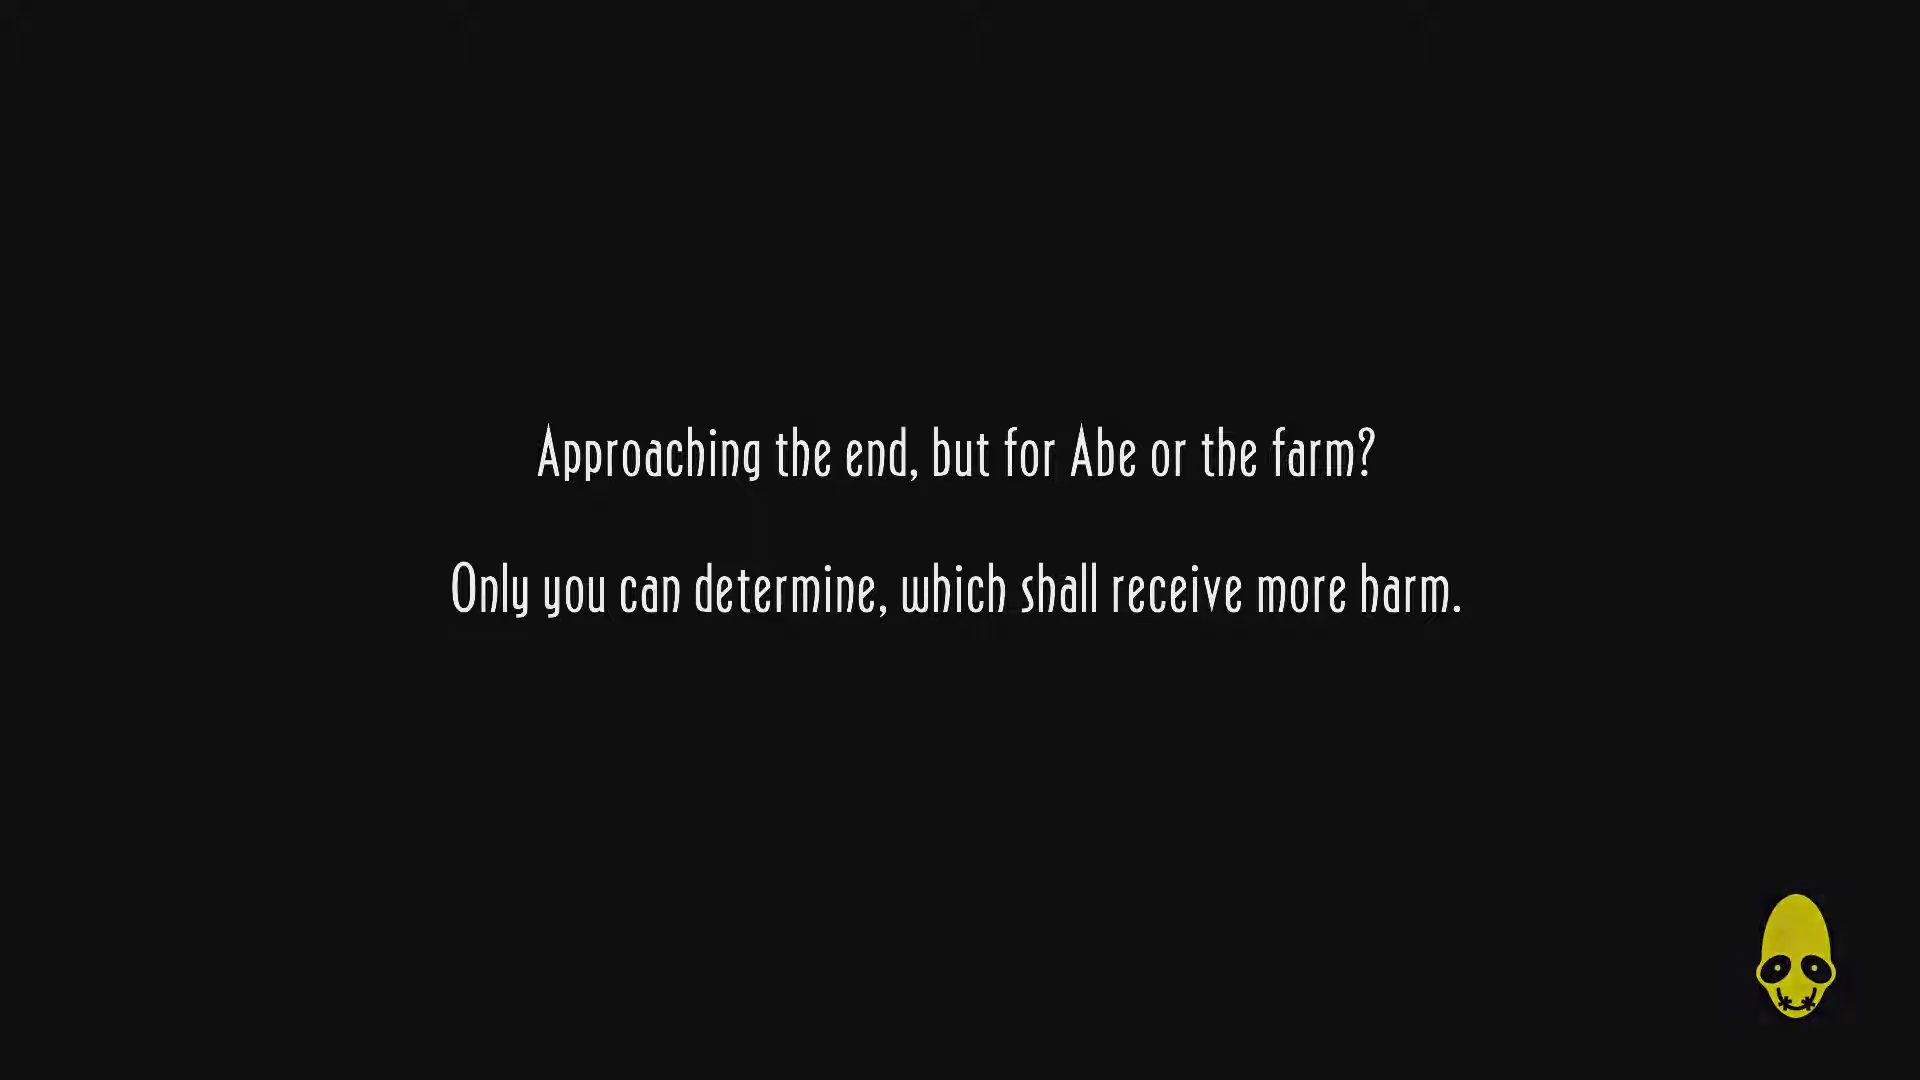 Approaching the end, but for Abe or the farm?
Only you can determine, which shall receive more harm.